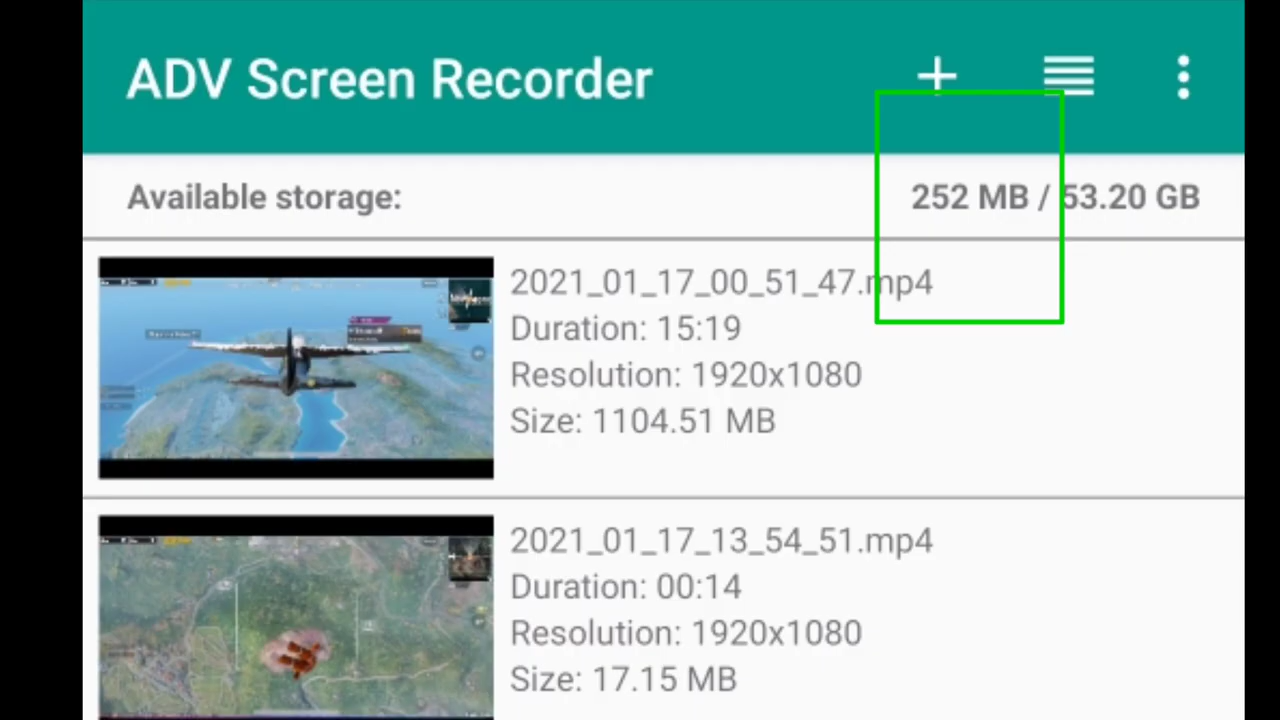 ADV Screen Recorder
Available storage: 252 MB / 53.20 GB
2021_01_17_00_51_47.mp4
Duration: 15:19
Resolution: 1920x1080
Size: 1104.51 MB
2021_01_17_13_54_51.mp4
Duration: 00:14
Resolution: 1920x1080
Size: 17.15 MB